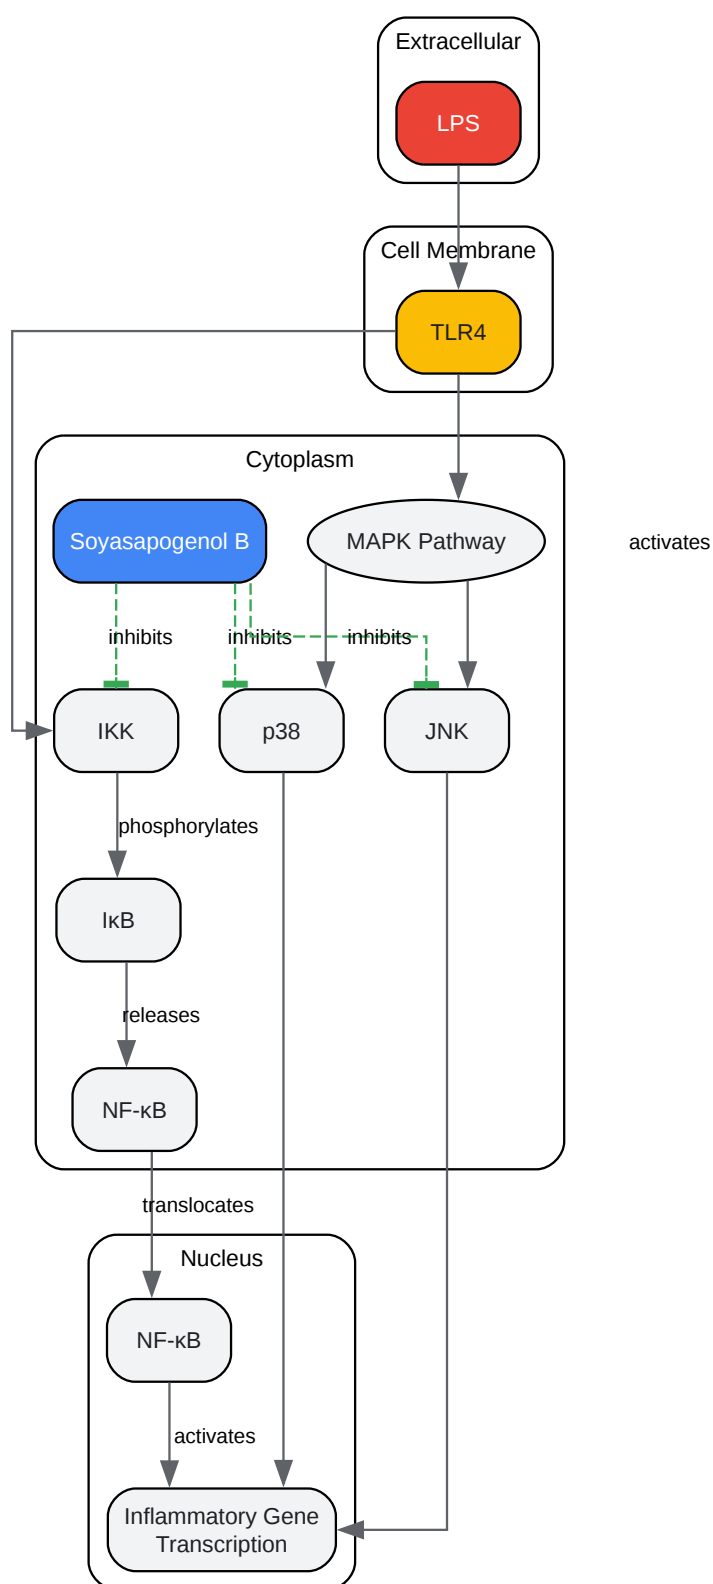 Extracellular
LPS
Cell Membrane
TLR4
Cytoplasm
Soyasapogenol B
MAPK Pathway
activates
inhibits
inhibits
inhibits
IKK
p38
JNK
phosphorylates
IκB
releases
NF-κB
translocates
Nucleus
NF-κB
activates
Inflammatory Gene
Transcription